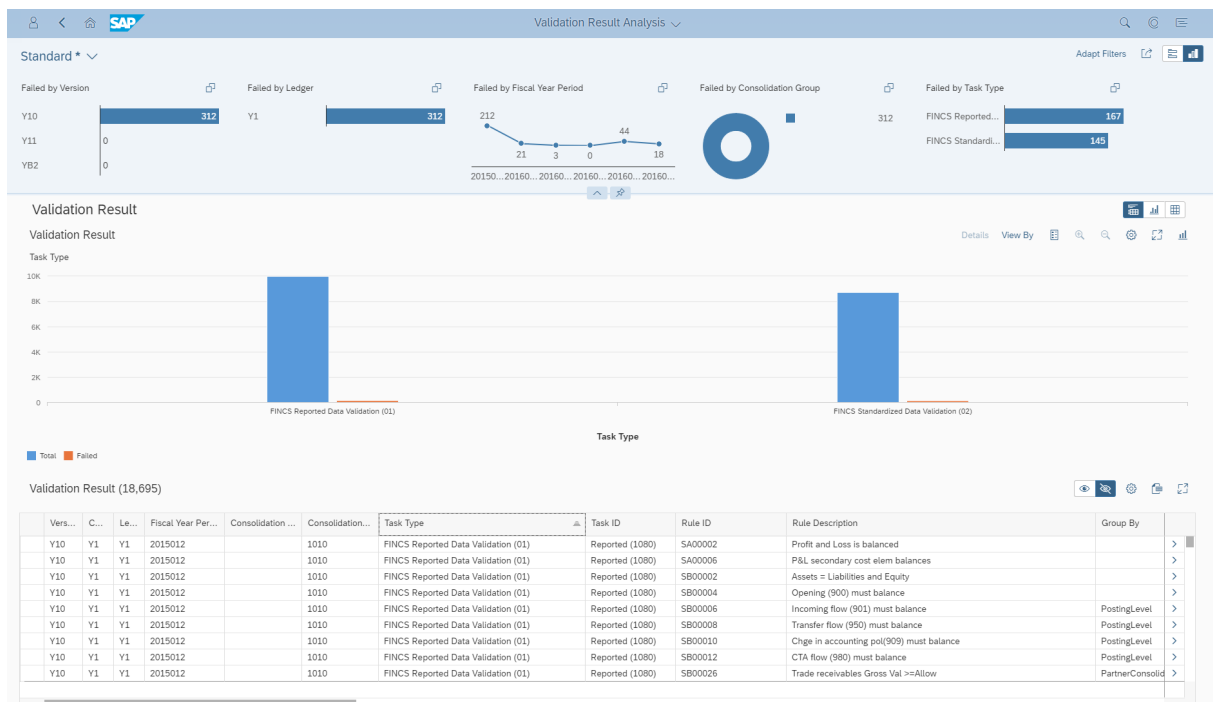 SAP
Validation Result Analysis
Standard *
Adapt Filters
Failed by Version
Y10 312
Y11 0
YB2 0
Failed by Ledger
Y1 312
Failed by Fiscal Year Period
212 21 3 0 44 18
20150... 20160... 20160... 20160... 20160... 20160...
Failed by Consolidation Group
312
Failed by Task Type
FINCS Reported... 167
FINCS Standardi... 145
Validation Result
Validation Result
Details View By
Task Type
10K
8K
6K
4K
2K
0
FINCS Reported Data Validation (01) FINCS Standardized Data Validation (02)
Task Type
Total Failed
Validation Result (18,695)
Vers... C... Le... Fiscal Year Per... Consolidation ... Consolidation... Task Type Task ID Rule ID Rule Description Group By
Y10 Y1 Y1 2015012 1010 FINCS Reported Data Validation (01) Reported (1080) SA00002 Profit and Loss is balanced
Y10 Y1 Y1 2015012 1010 FINCS Reported Data Validation (01) Reported (1080) SA00006 P&L secondary cost elem balances
Y10 Y1 Y1 2015012 1010 FINCS Reported Data Validation (01) Reported (1080) SB00002 Assets = Liabilities and Equity
Y10 Y1 Y1 2015012 1010 FINCS Reported Data Validation (01) Reported (1080) SB00004 Opening (900) must balance
Y10 Y1 Y1 2015012 1010 FINCS Reported Data Validation (01) Reported (1080) SB00006 Incoming flow (901) must balance PostingLevel
Y10 Y1 Y1 2015012 1010 FINCS Reported Data Validation (01) Reported (1080) SB00008 Transfer flow (950) must balance PostingLevel
Y10 Y1 Y1 2015012 1010 FINCS Reported Data Validation (01) Reported (1080) SB00010 Chge in accounting pol(909) must balance PostingLevel
Y10 Y1 Y1 2015012 1010 FINCS Reported Data Validation (01) Reported (1080) SB00012 CTA flow (980) must balance PostingLevel
Y10 Y1 Y1 2015012 1010 FINCS Reported Data Validation (01) Reported (1080) SB00026 Trade receivables Gross Val >=Allow PartnerConsolid